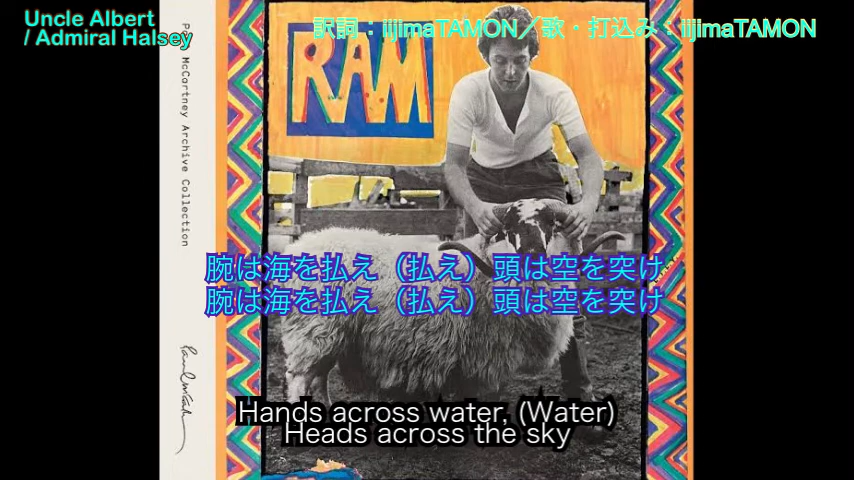 Uncle Albert
/ Admiral Halsey
訳詞：iijimaTAMON／歌・打込み：iijimaTAMON
RAM
McCartney Archive Collection
腕は海を払え（払え）頭は空を突け
腕は海を払え（払え）頭は空を突け
Hands across water, (Water)
Heads across the sky